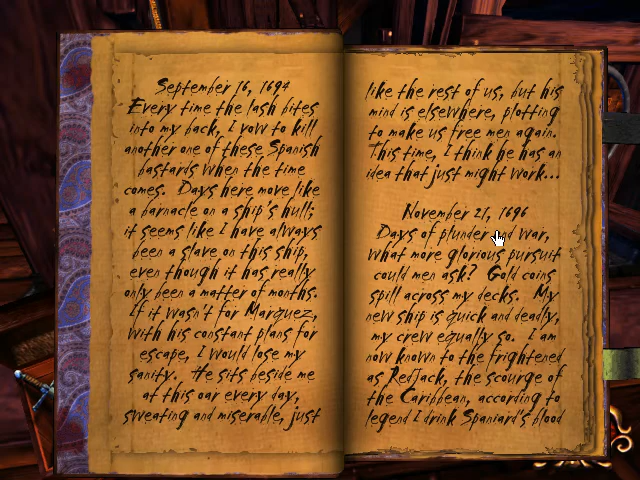 September 16, 1694
Every time the lash bites
into my back, I vow to kill
another one of these Spanish
bastards when the time
comes. Days here move like
a barnacle on a ship's hull;
it seems like I have always
been a slave on this ship,
even though it has really
only been a matter of months.
If it wasn't for Marquez,
with his constant plans for
escape, I would lose my
sanity. He sits beside me
at this oar every day,
sweating and miserable, just
like the rest of us, but his
mind is elsewhere, plotting
to make us free men again.
This time, I think he has an
idea that just might work...
November 21, 1696
Days of plunder and war,
what more glorious pursuit
could men ask? Gold coins
spill across my decks. My
new ship is quick and deadly,
my crew equally so. I am
now known to the frightened
as RedJack, the scourge of
the Caribbean, according to
legend I drink Spaniard's blood